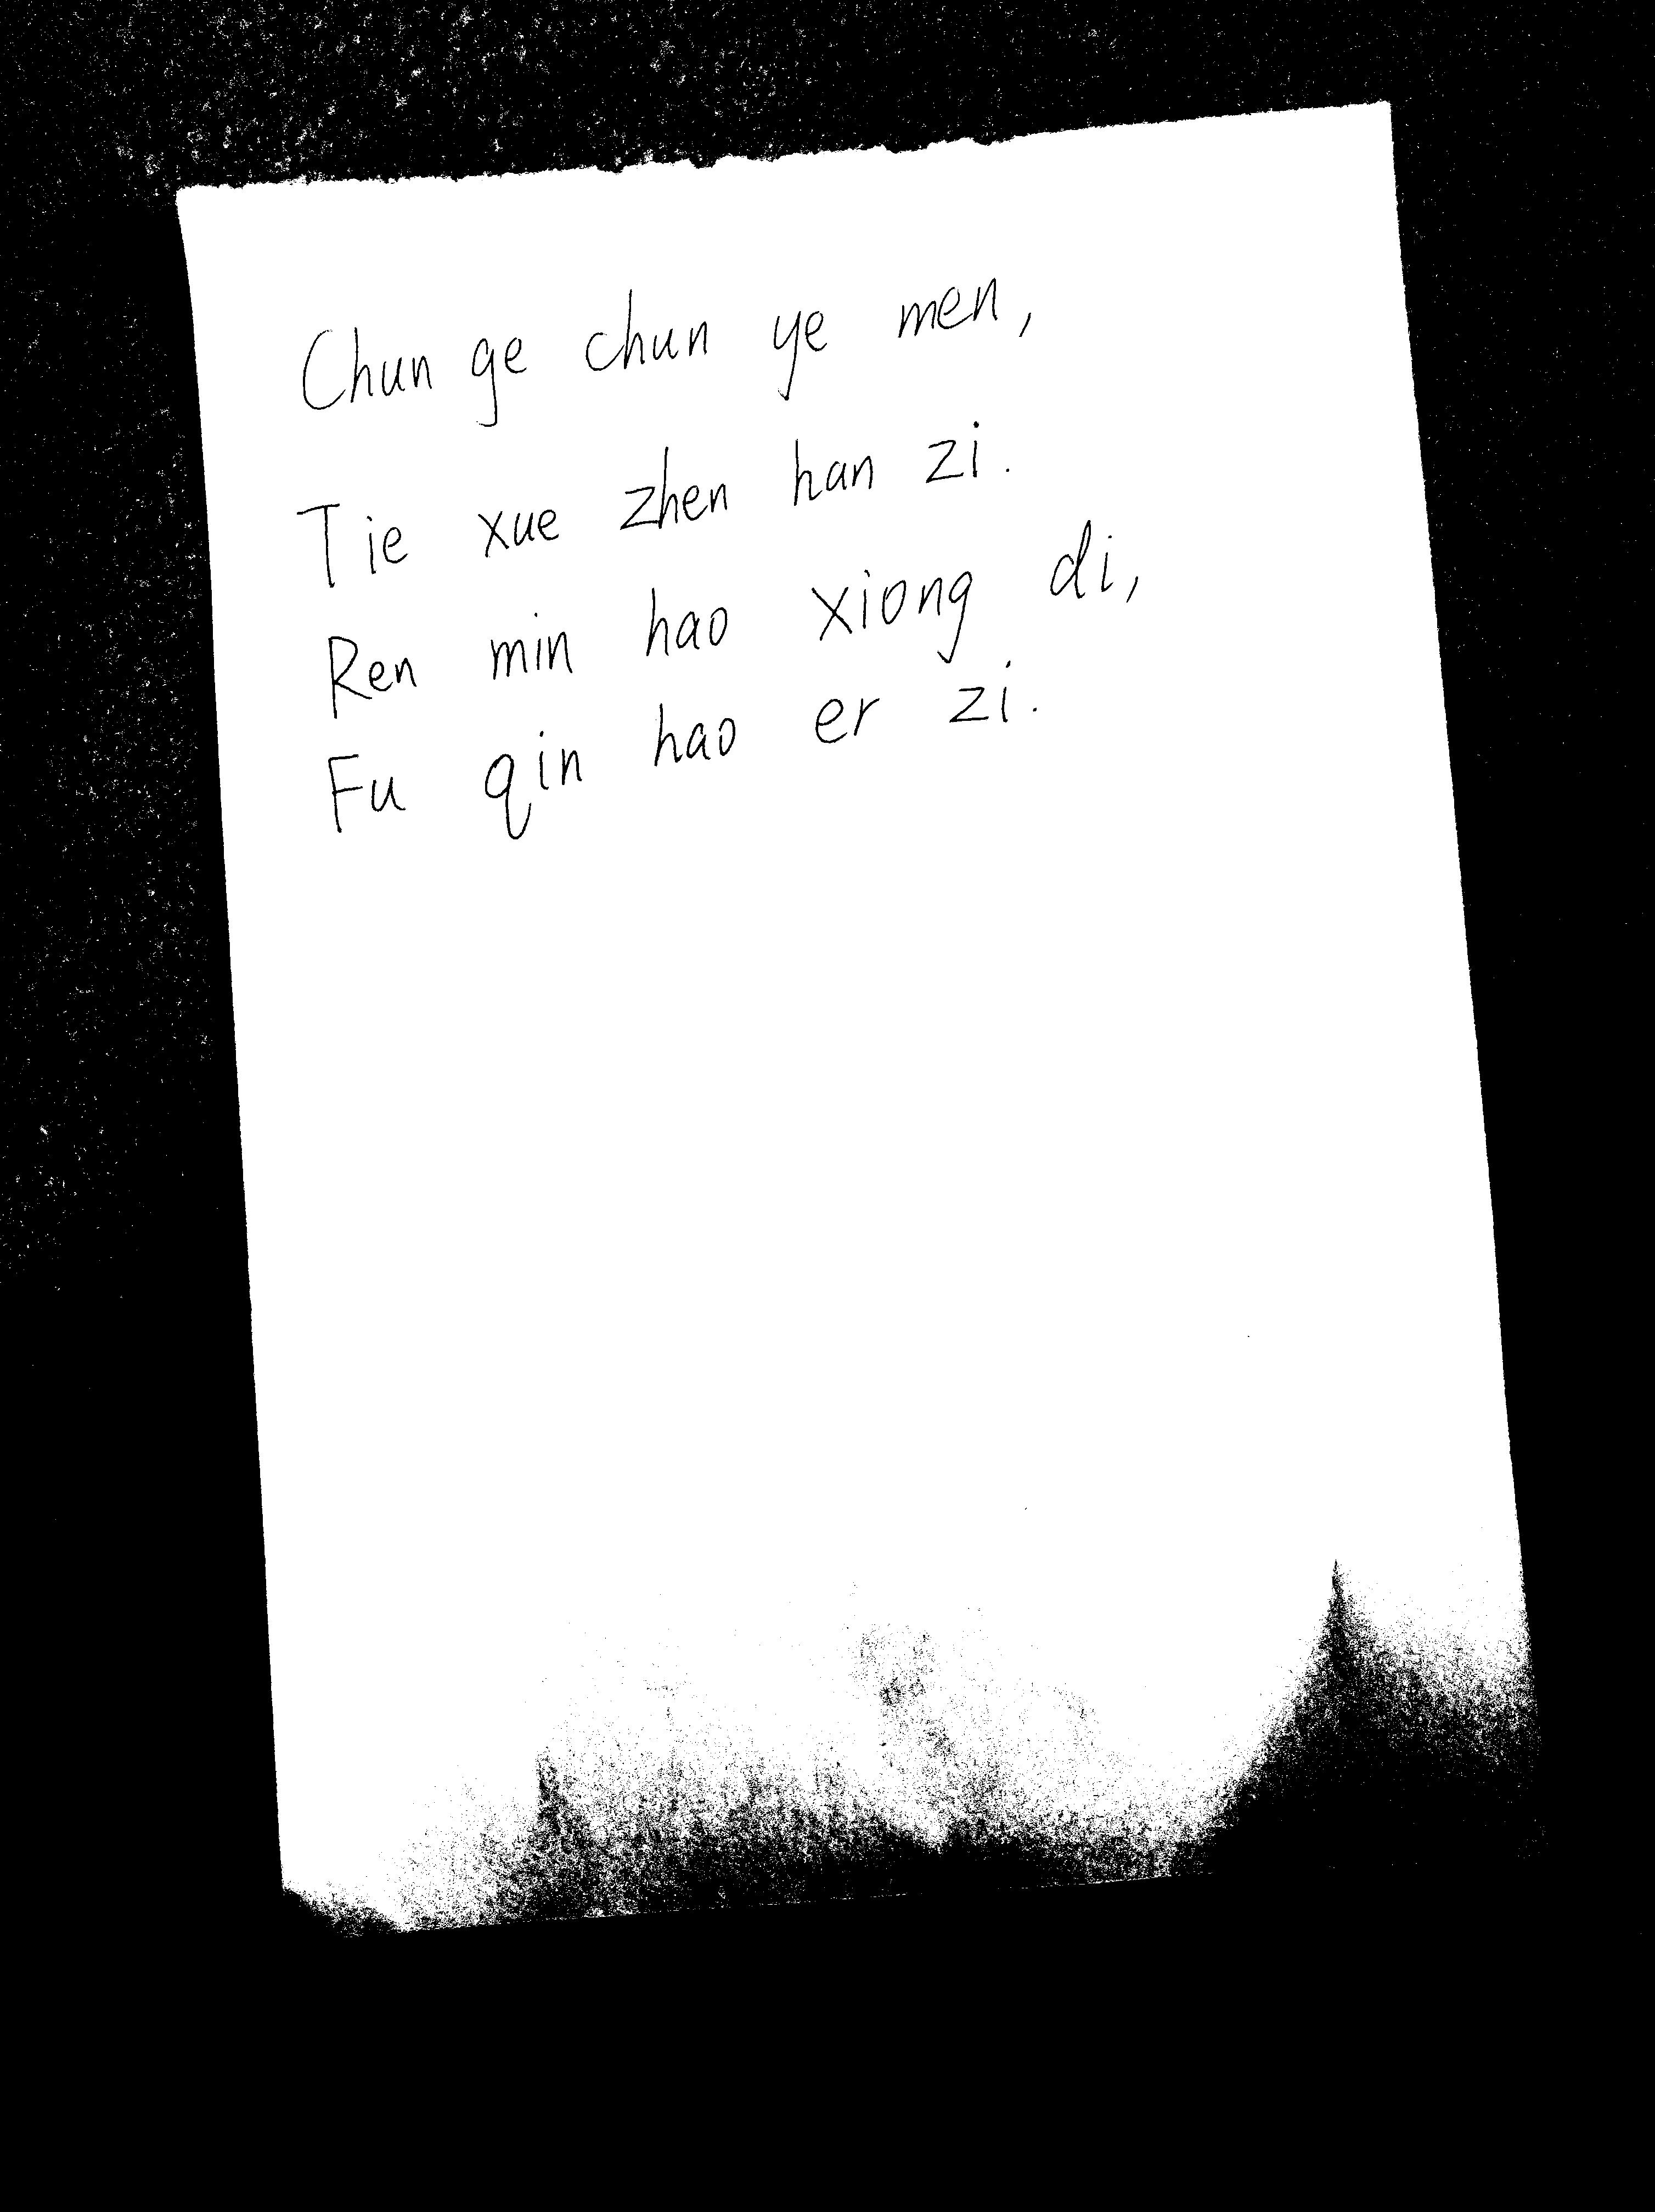 Chun ge chun ye men,
Tie xue zhen han zi.
Ren min hao xiong di,
Fu qin hao er zi.